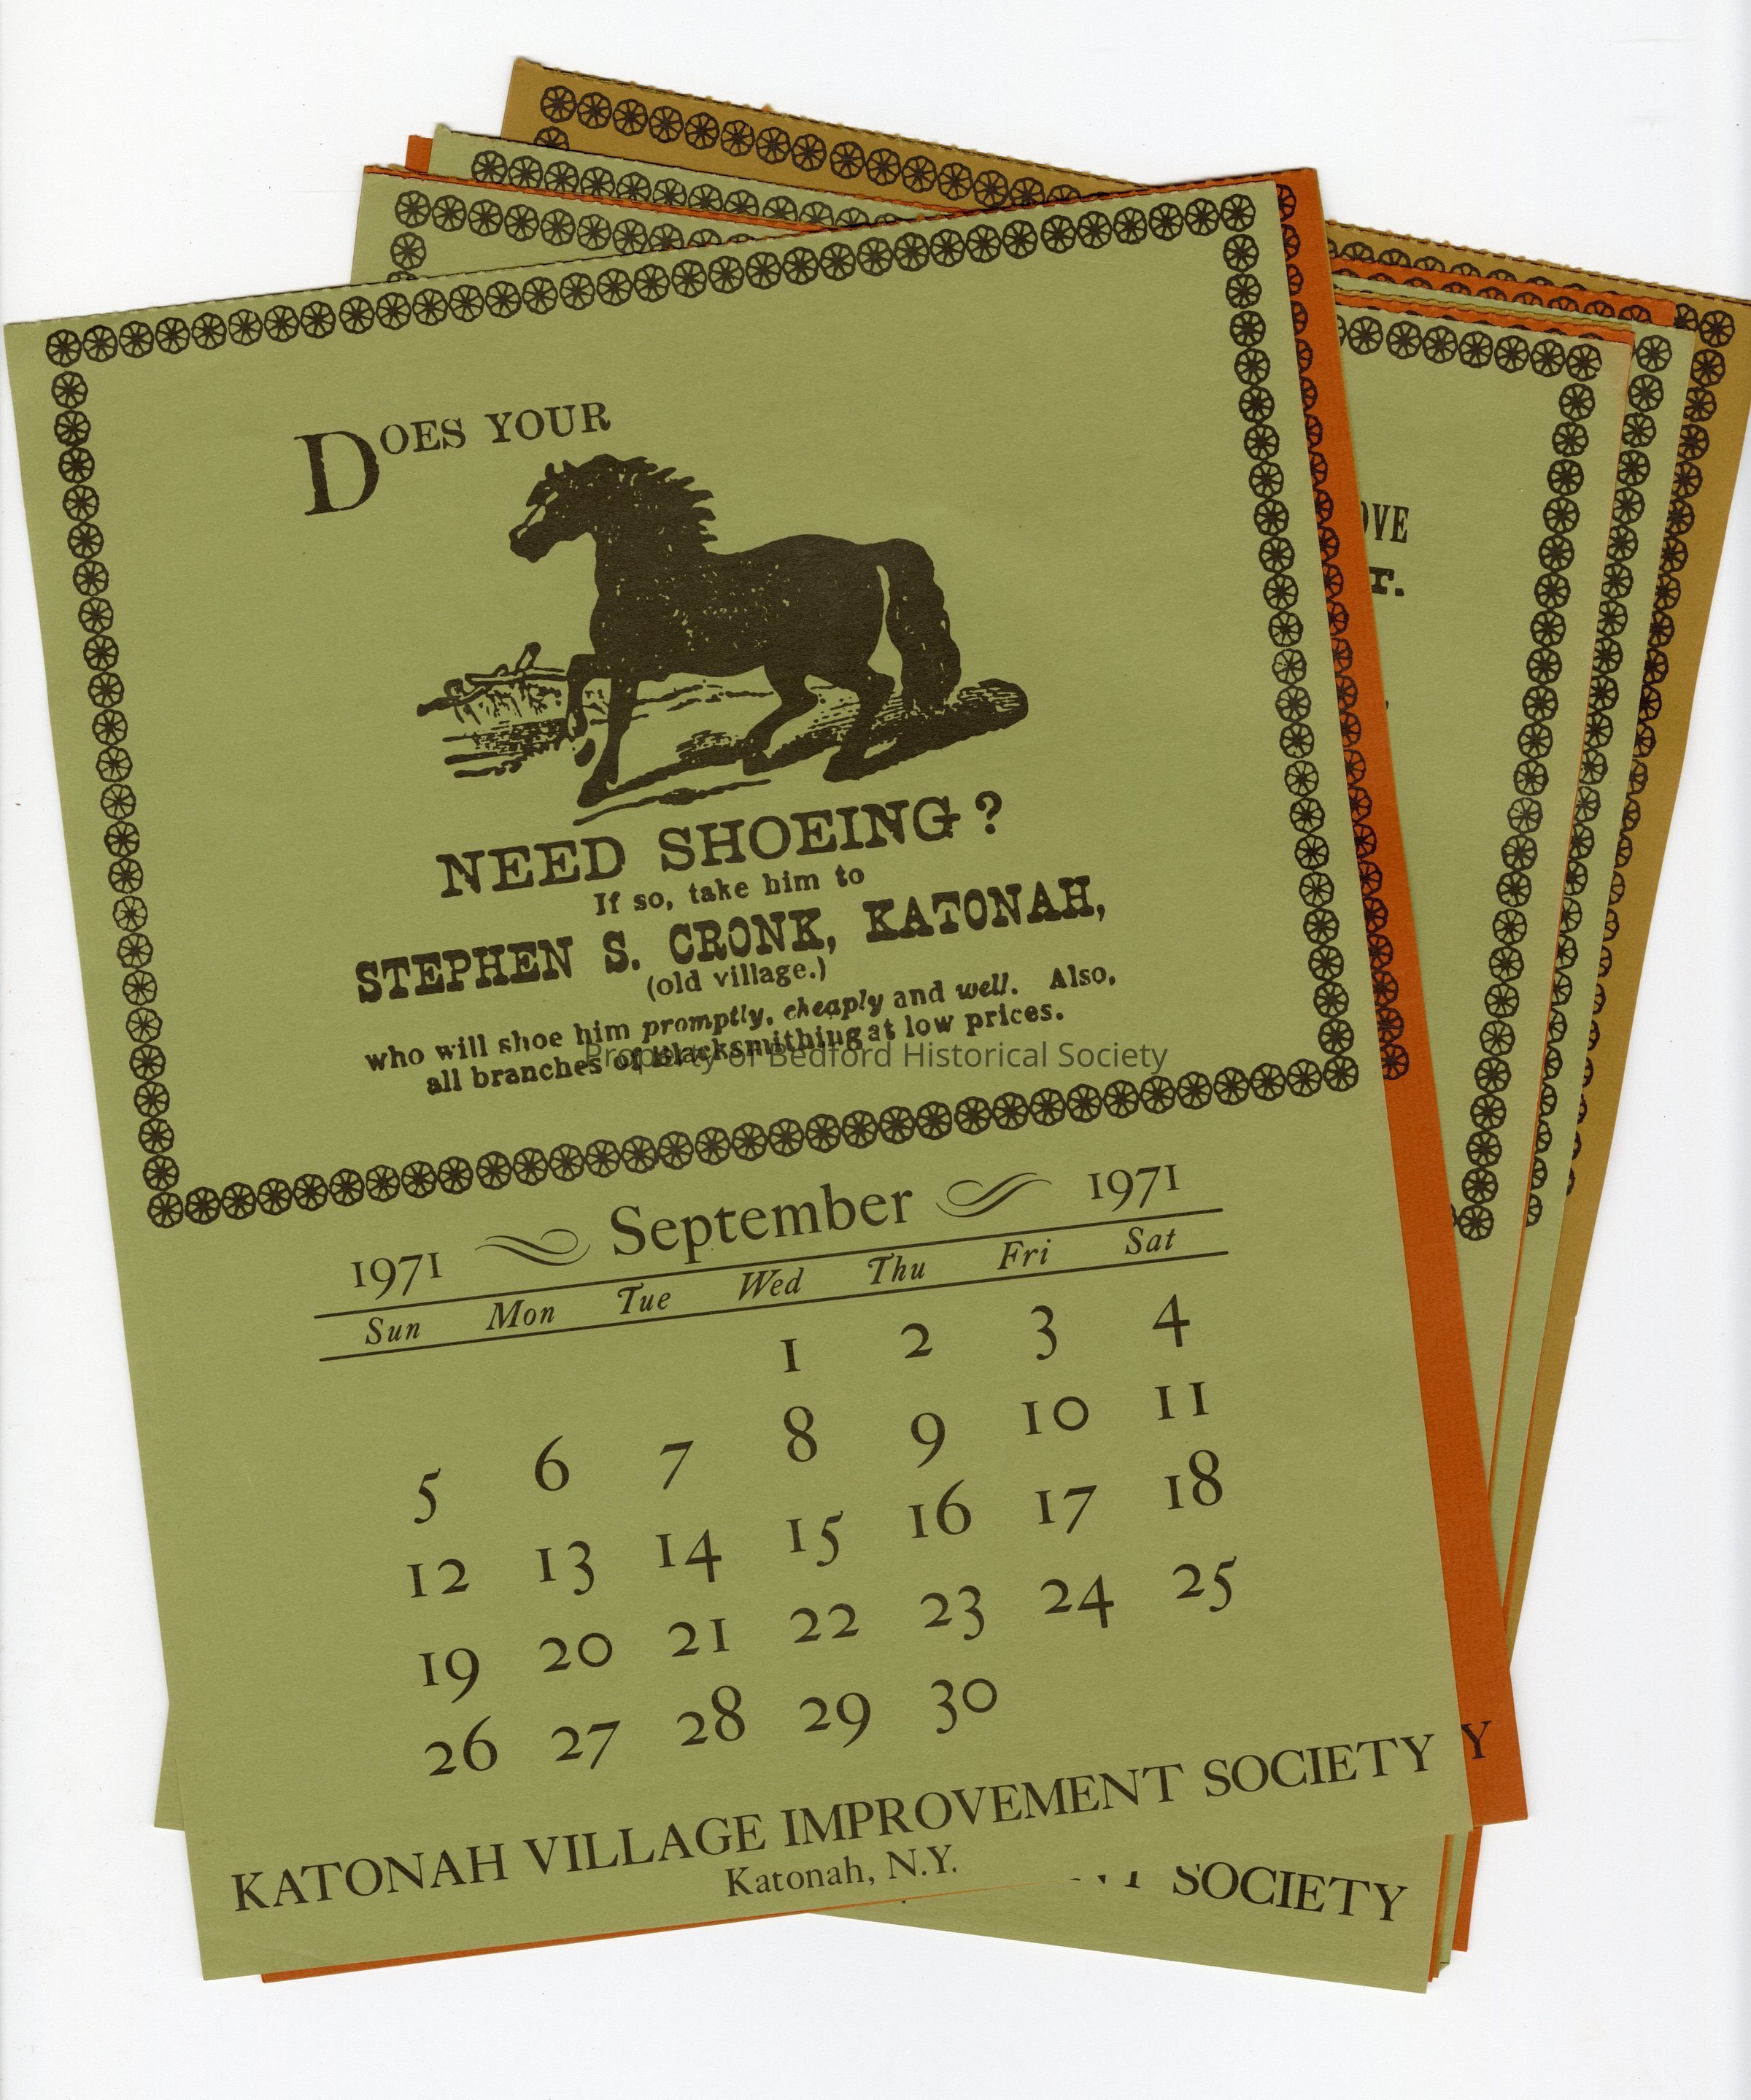 DOES YOUR
NEED SHOEING?
If so, take him to
STEPHEN S. CRONK, KATONAH,
(old village.)
who will shoe him promptly, cheaply and well. Also,
all branches of Blacksmithing at low prices.
Property of Bedford Historical Society
1971 September 1971
Sun Mon Tue Wed Thu Fri Sat
1 2 3 4
5 6 7 8 9 10 11
12 13 14 15 16 17 18
19 20 21 22 23 24 25
26 27 28 29 30
KATONAH VILLAGE IMPROVEMENT SOCIETY
Katonah, N.Y.
OVE
r.
Y
SOCIETY